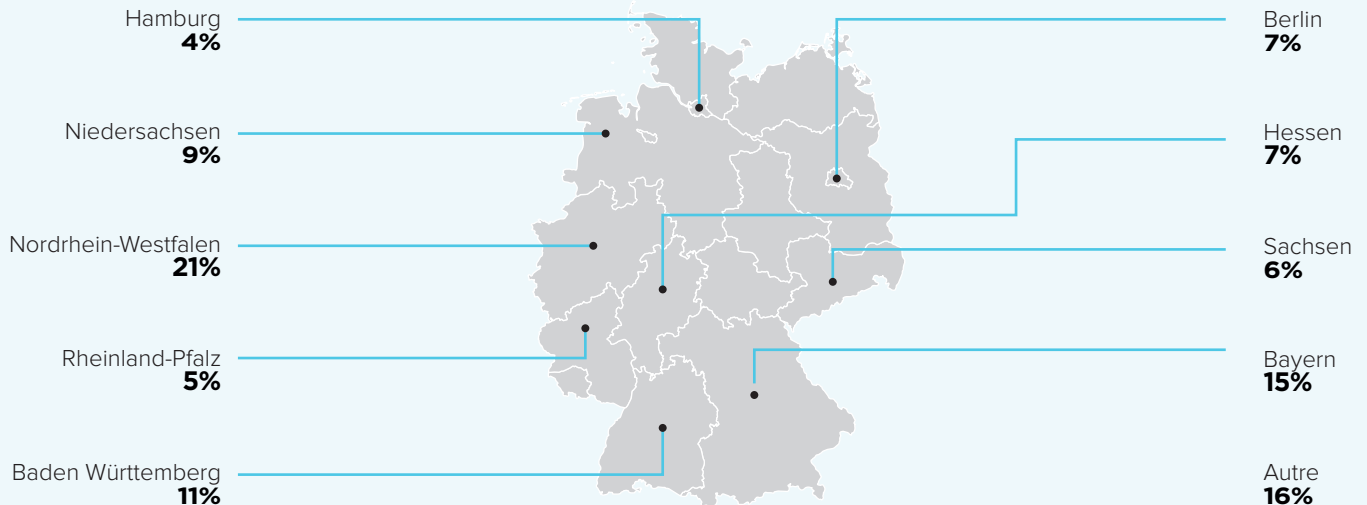 Hamburg
4%
Niedersachsen
9%
Nordrhein-Westfalen
21%
Rheinland-Pfalz
5%
Baden Württemberg
11%
Berlin
7%
Hessen
7%
Sachsen
6%
Bayern
15%
Autre
16%